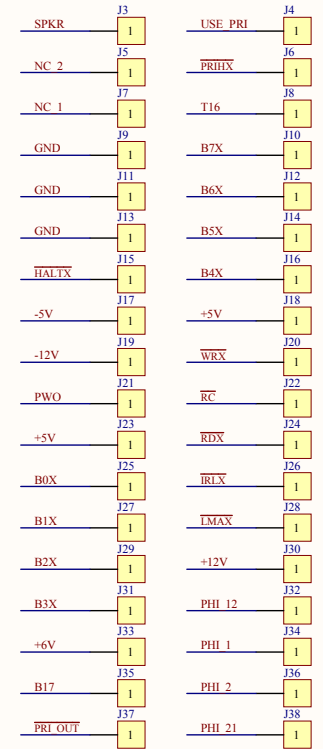 J3 J4
SPKR 1 USE_PRI 1
J5 J6
NC_2 1 PRIHX 1
J7 J8
NC_1 1 T16 1
J9 J10
GND 1 B7X 1
J11 J12
GND 1 B6X 1
J13 J14
GND 1 B5X 1
J15 J16
HALTX 1 B4X 1
J17 J18
-5V 1 +5V 1
J19 J20
-12V 1 WRX 1
J21 J22
PWO 1 RC 1
J23 J24
+5V 1 RDX 1
J25 J26
B0X 1 IRLX 1
J27 J28
B1X 1 LMAX 1
J29 J30
B2X 1 +12V 1
J31 J32
B3X 1 PHI_12 1
J33 J34
+6V 1 PHI_1 1
J35 J36
B17 1 PHI_2 1
J37 J38
PRI_OUT 1 PHI_21 1